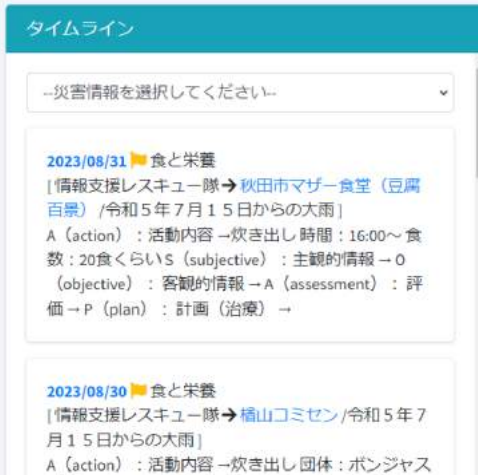 タイムライン
--災害情報を選択してください--
2023/08/31 食と栄養
[情報支援レスキュー隊➔秋田市マザー食堂（豆腐
百景） /令和５年７月１５日からの大雨]
A（action）：活動内容 →炊き出し 時間：16:00～ 食
数：20食くらい S（subjective）：主観的情報 → O
（objective）： 客観的情報 → A（assessment）： 評
価 → P（plan）： 計画（治療） →
2023/08/30 食と栄養
[情報支援レスキュー隊➔楢山コミセン /令和５年７
月１５日からの大雨]
A（action）：活動内容 →炊き出し 団体：ボンジャス